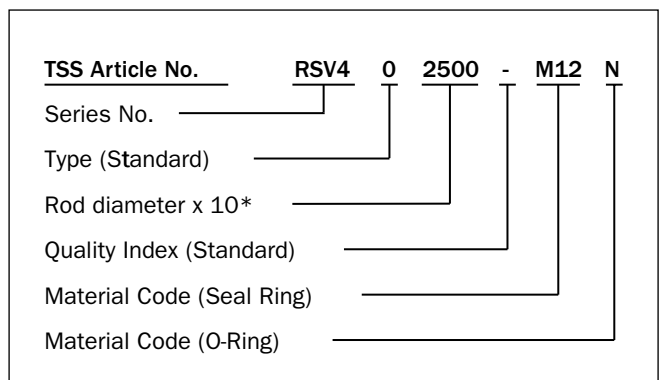 TSS Article No. RSV4 0 2500 - M12 N
Series No.
Type (Standard)
Rod diameter x 10*
Quality Index (Standard)
Material Code (Seal Ring)
Material Code (O-Ring)